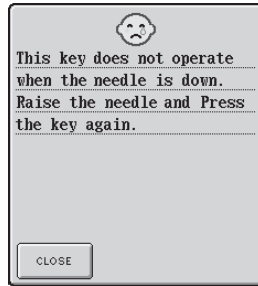 This key does not operate
when the needle is down.
Raise the needle and Press
the key again.
CLOSE